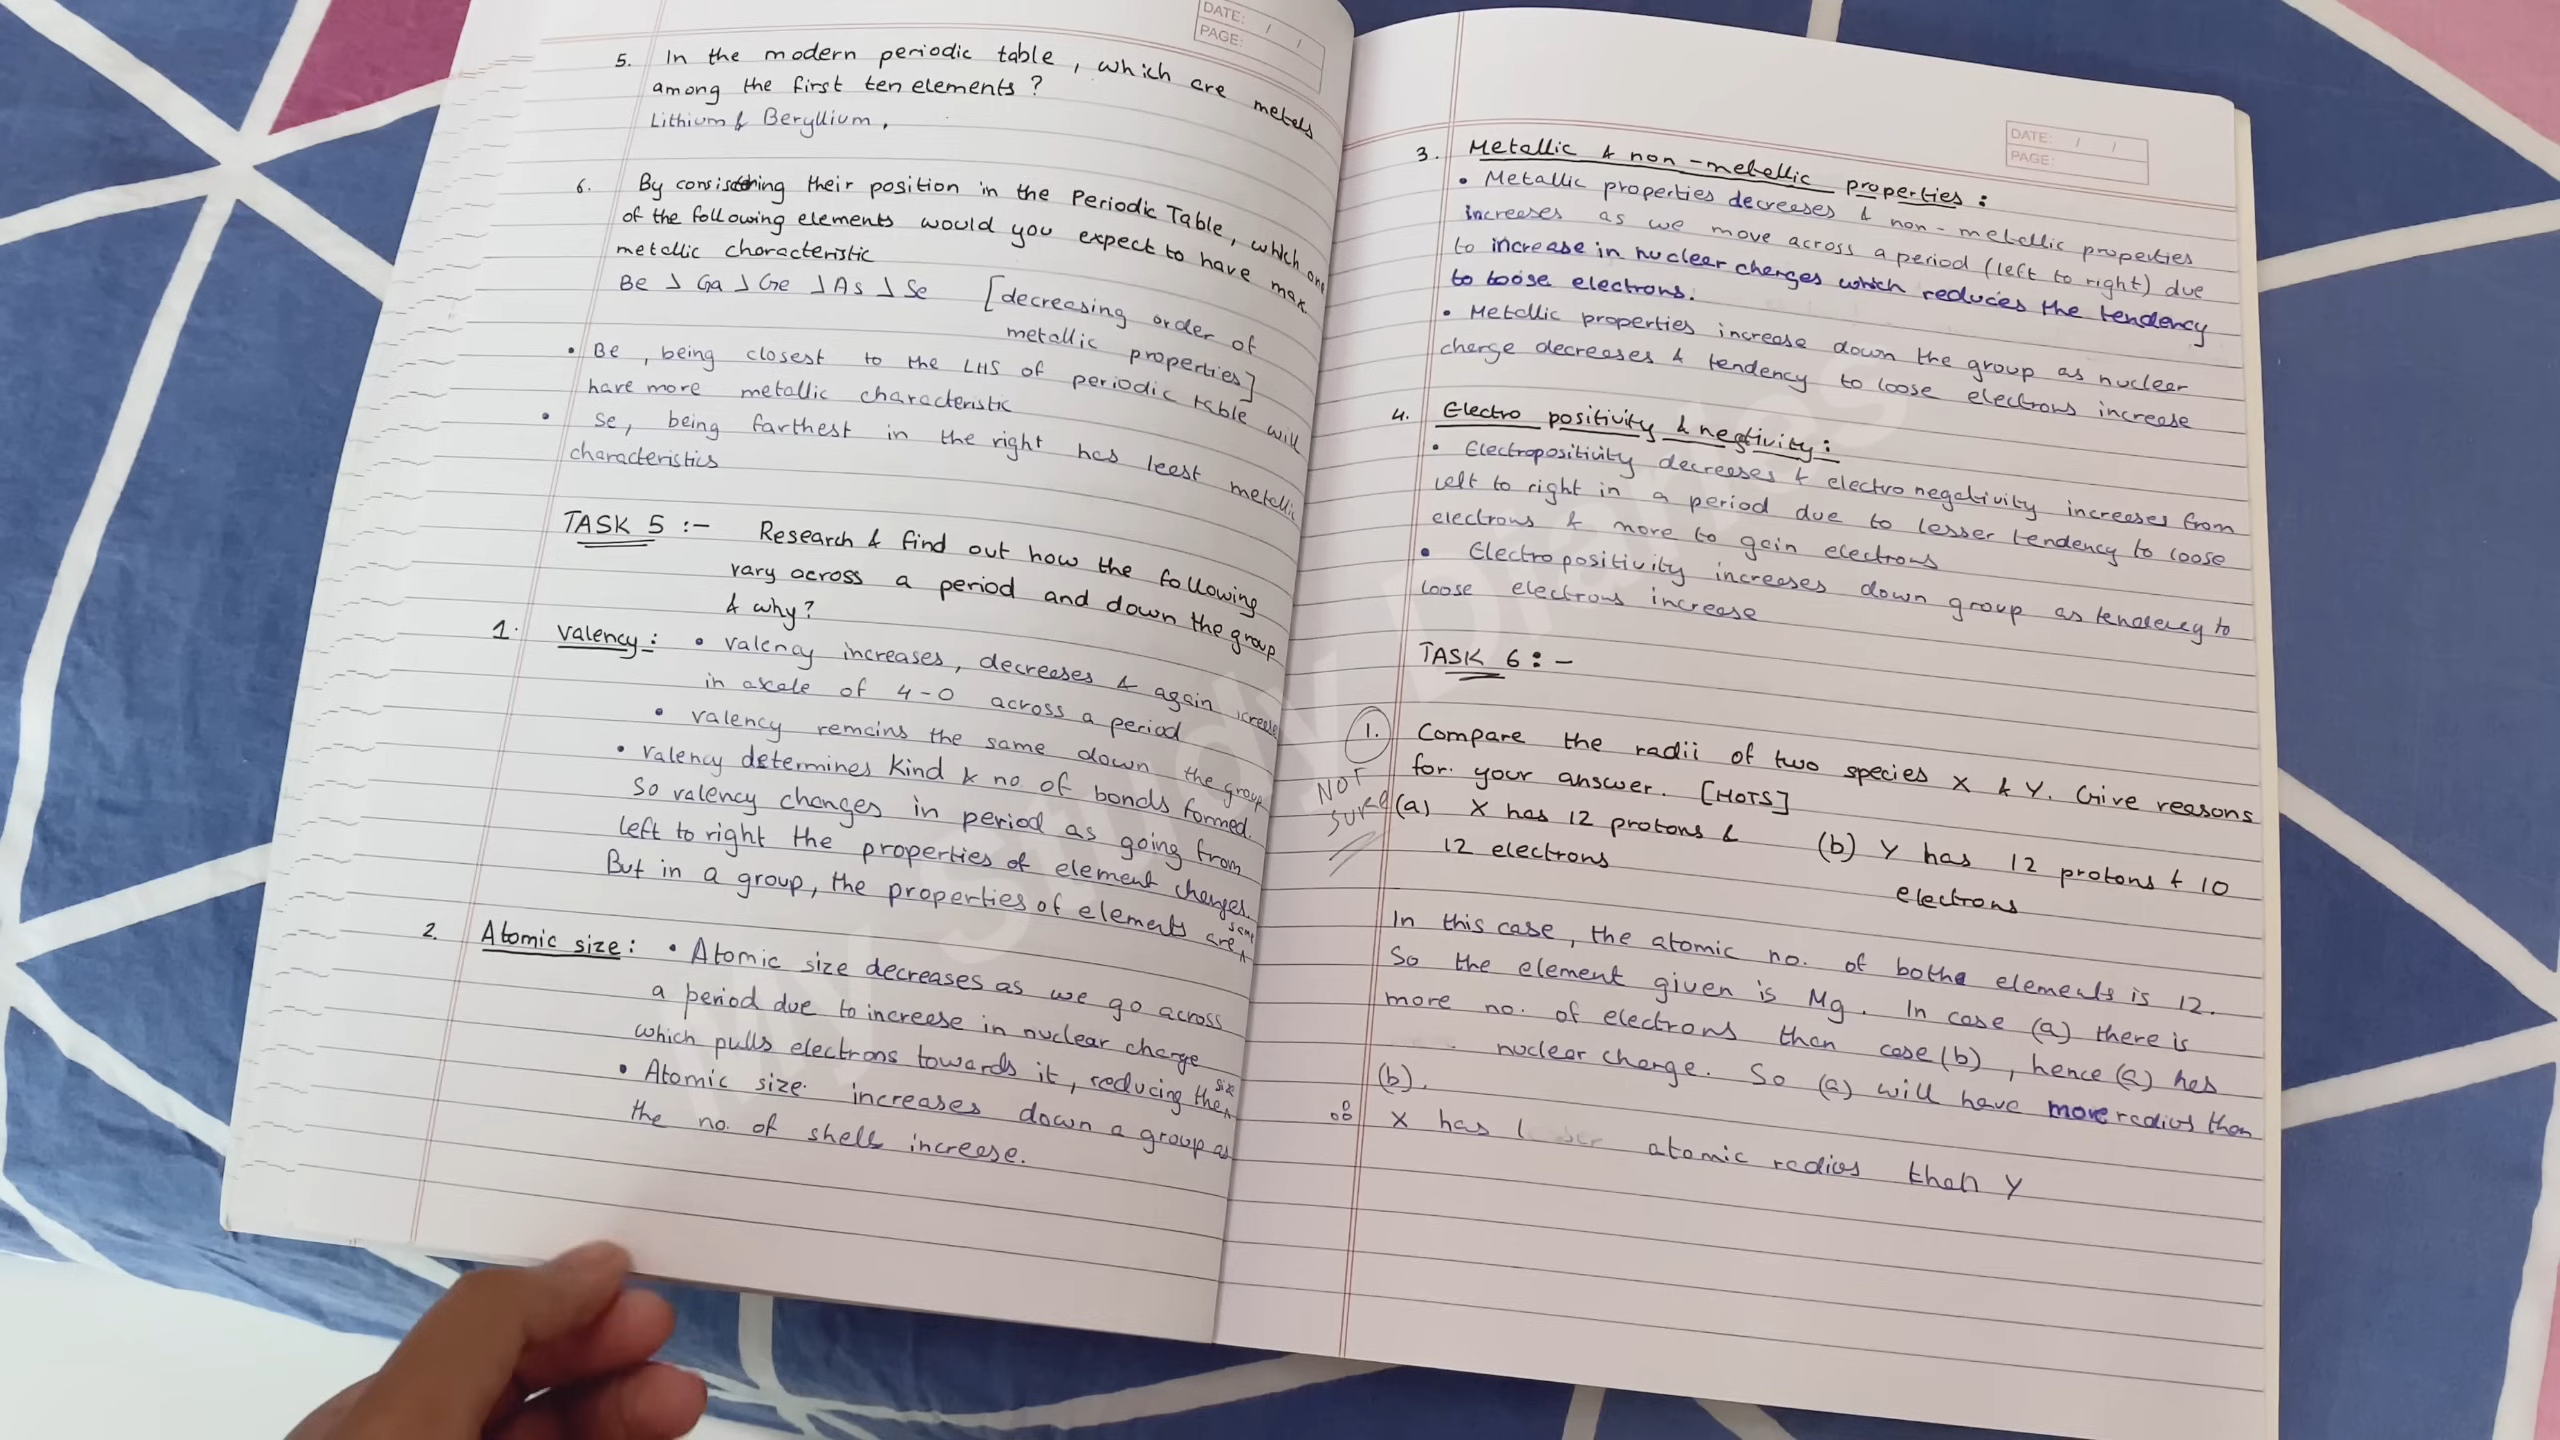 DATE: / /
PAGE:
5. In the modern periodic table, which are metals
among the first ten elements?
Lithium & Beryllium,
6. By their position in the Periodic Table, which one
of the following elements would you expect to have max.
metallic charoteristic
Be > Ga > Ge > As > Se [decreasing order of
metallic properties]
• Be, being closest to the LHS of periodic table will
have more metallic characteristic
• Se, being farthest in the right has leest metallic
characteristics
TASK 5 :- Research & find out how the following
vary across a period and down the group
& why?
1. Valency: • valency increases, decreases & again icrease
in ascale of 4-0 across a period
• valency remains the same down the group
• valency determines kind & no. of bonds formed.
So valency changes in period as going from
left to right the properties of element changes.
But in a group, the properties of elements are same
2. Atomic size: • Atomic size decreases as we go across
a period due to increase in nuclear charge
which pulls electrons towards it, reducing the size
• Atomic size increases down a group as
the no. of shells increase.
DATE: / /
PAGE:
3. Metallic & non-metellic properties:
• Metallic properties decreases & non-metellic properties
increases as we move across a period (left to right) due
to increase in nuclear charges which reduces the tendency
to loose electrons.
• Metallic properties increase down the group as nuclear
charge decreases & tendency to loose electrons increase
4. Electro positivity & negtivity:
• Electropositivity decreases & electronegativity increases from
left to right in a period due to lesser tendency to loose
electrons & more to gain electrons
• Electropositivity increases down group as tendency to
loose electrons increase
TASK 6:-
1. Compare the radii of two species X & Y. Give reasons
for your answer. [HOTS]
NOT
SURE
(a) X has 12 protons & (b) Y has 12 protons & 10
12 electrons electrons
In this case, the atomic no. of both elements is 12.
So the element given is Mg. In case (a) there is
more no. of electrons than case (b), hence (a) has
nuclear charge. So (a) will have more radius than
(b).
∴ X has atomic radius than Y
My Study Diaries